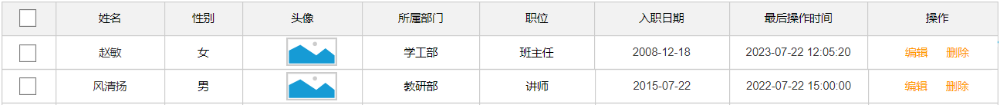 姓名 性别 头像 所属部门 职位 入职日期 最后操作时间 操作
赵敏 女 学工部 班主任 2008-12-18 2023-07-22 12:05:20 编辑 删除
风清扬 男 教研部 讲师 2015-07-22 2022-07-22 15:00:00 编辑 删除